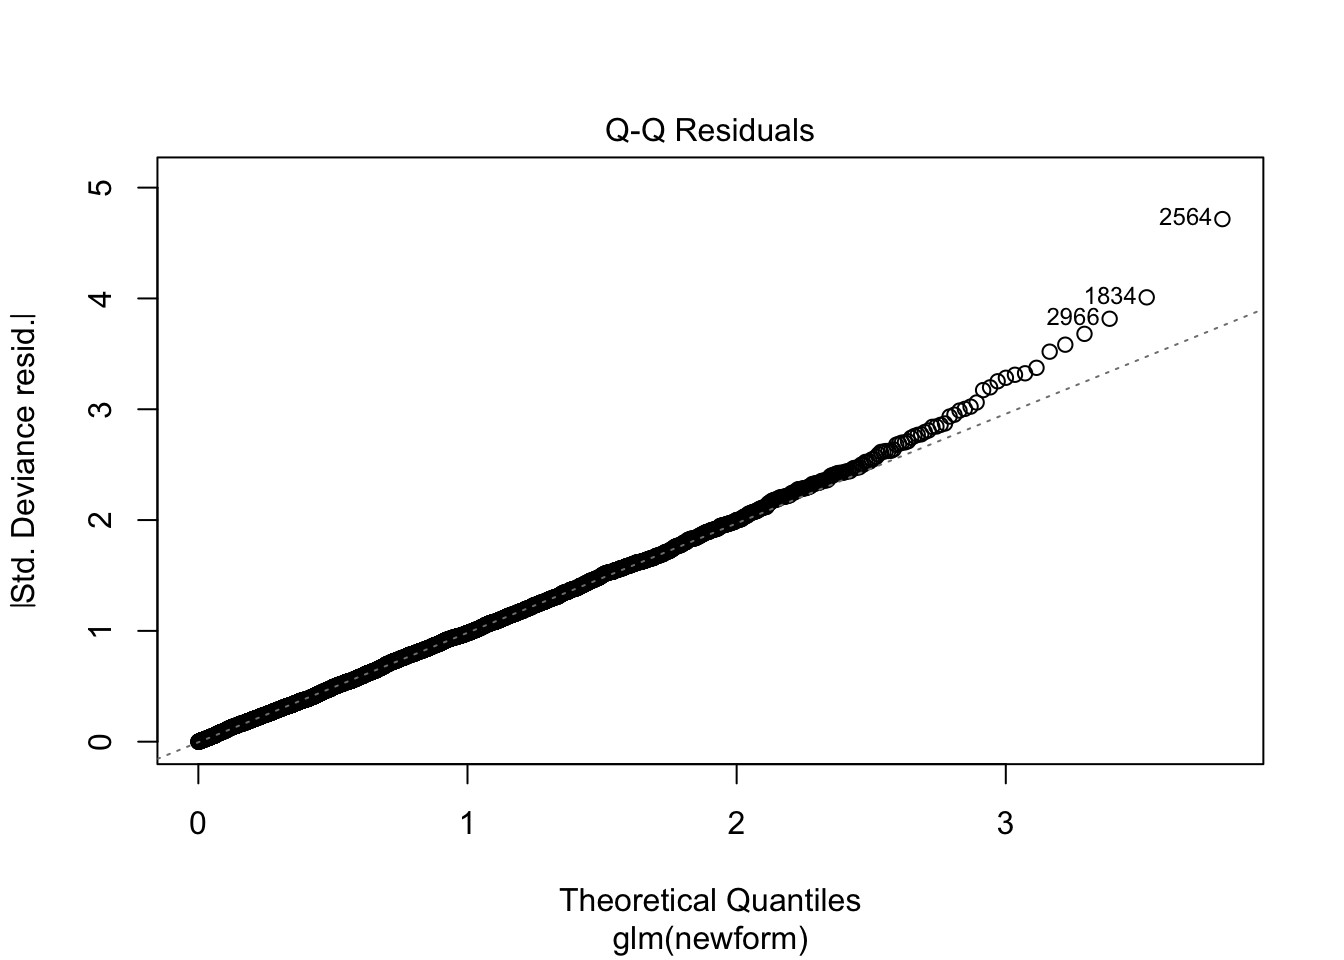 Q-Q Residuals
|Std. Deviance resid.|
5
4
3
2
1
0
2564
1834
2966
0 1 2 3
Theoretical Quantiles
glm(newform)